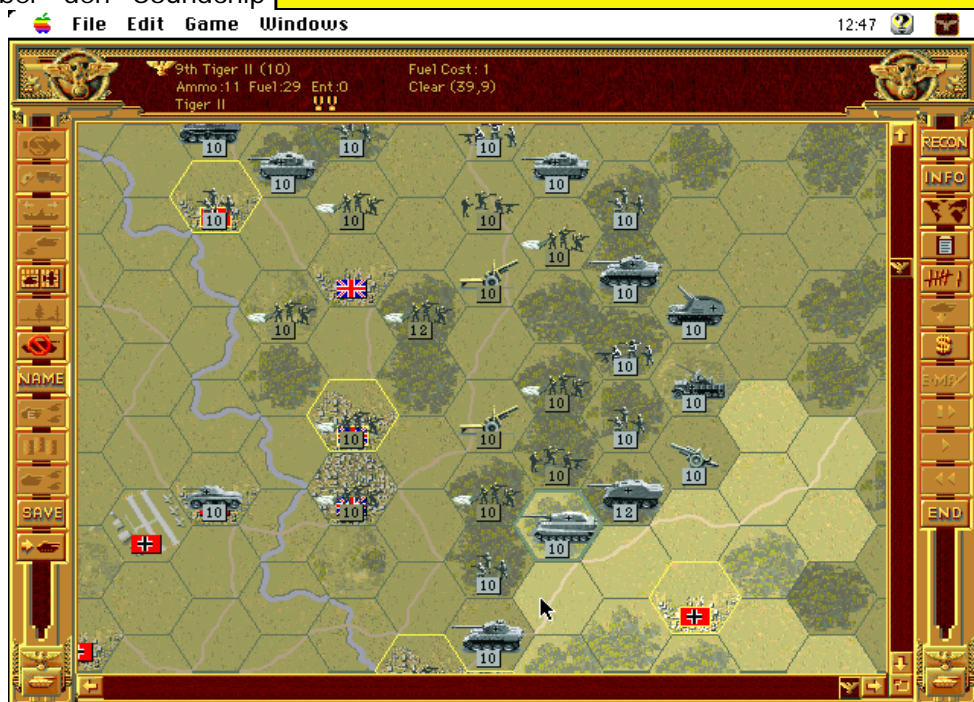 ber den Soundship
File Edit Game Windows 12:47
9th Tiger II (10) Fuel Cost: 1
Ammo:11 Fuel:29 Ent:0 Clear (39,9)
Tiger II
RECON
10 10 10
INFO
10 10
10 10 10 10
10
10 10
10 12 10
$
10
NAME
10 10
10 10 10
10 10
SAVE
10 10 10 12
END
10
10
10